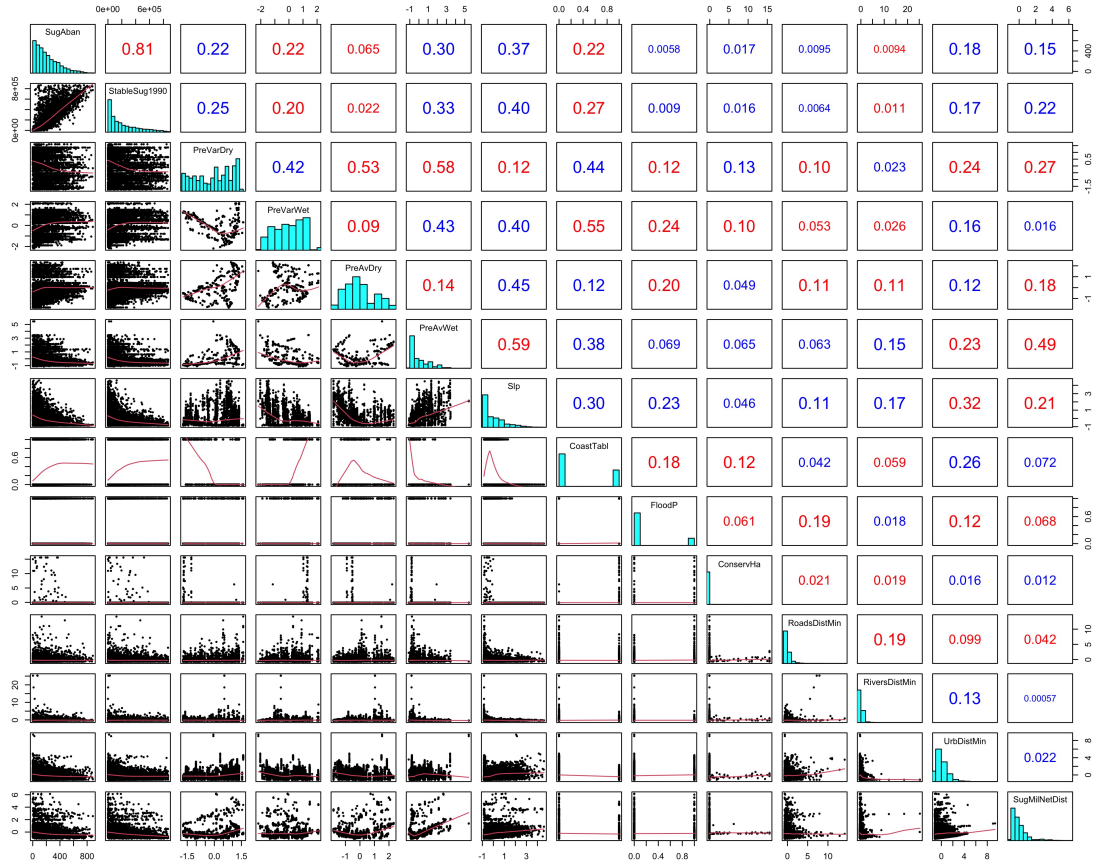 0e+00 6e+05 -2 0 1 2 -1 1 3 5 0.0 0.4 0.8 0 5 10 15 0 10 20 0 2 4 6
SugAban 0.81 0.22 0.22 0.065 0.30 0.37 0.22 0.0058 0.017 0.0095 0.0094 0.18 0.15 0 400
0e+00 8e+05 StableSug1990 0.25 0.20 0.022 0.33 0.40 0.27 0.009 0.016 0.0064 0.011 0.17 0.22
PreVarDry 0.42 0.53 0.58 0.12 0.44 0.12 0.13 0.10 0.023 0.24 0.27 -1.5 0.5
-2 0 2 PreVarWet 0.09 0.43 0.40 0.55 0.24 0.10 0.053 0.026 0.16 0.016
PreAvDry 0.14 0.45 0.12 0.20 0.049 0.11 0.11 0.12 0.18 -1 1
-1 1 3 5 PreAvWet 0.59 0.38 0.069 0.065 0.063 0.15 0.23 0.49
Slp 0.30 0.23 0.046 0.11 0.17 0.32 0.21 -1 1 3
0.0 0.6 CoastTabl 0.18 0.12 0.042 0.059 0.26 0.072
FloodP 0.061 0.19 0.018 0.12 0.068 0.0 0.6
0 5 10 15 ConservHa 0.021 0.019 0.016 0.012
RoadsDistMin 0.19 0.099 0.042 0 5 10
0 10 20 RiversDistMin 0.13 0.00057
UrbDistMin 0.022 0 4 8
0 2 4 6 SugMilNetDist
0 400 800 -1.5 0.0 1.5 -1 0 1 2 -1 1 3 0.0 0.4 0.8 0 5 10 0 4 8